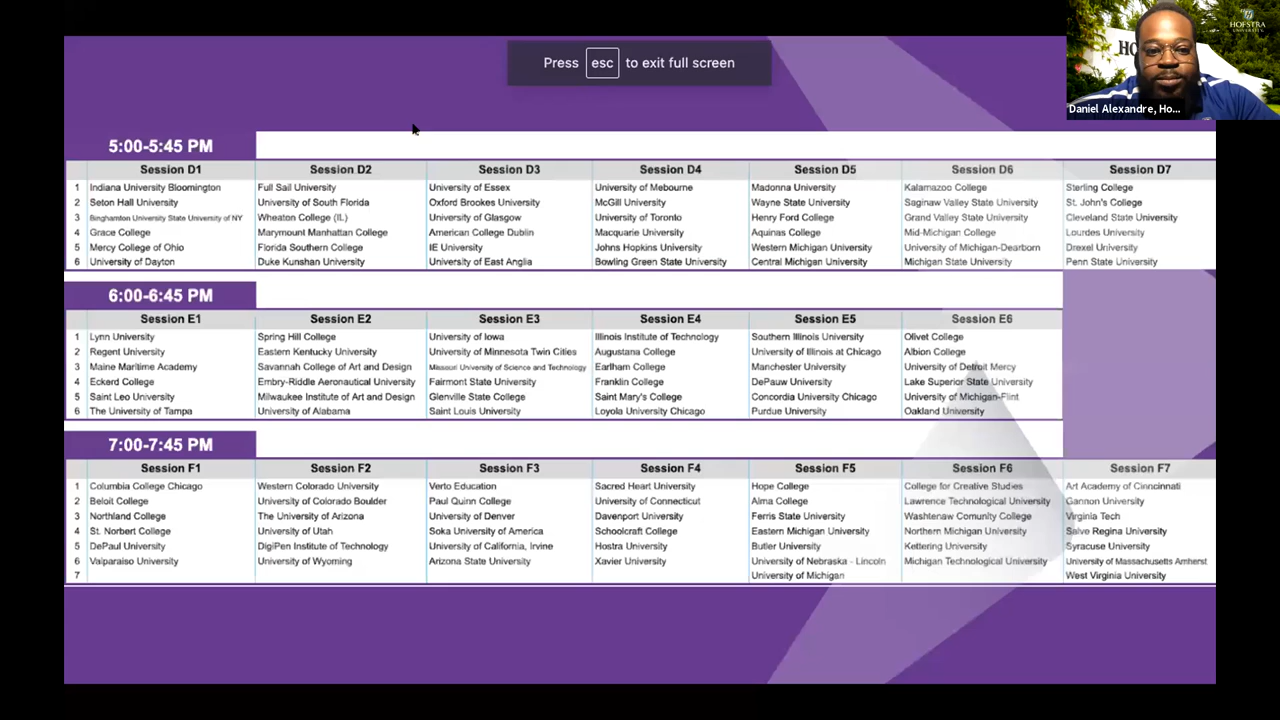 Press esc to exit full screen
HOFSTRA
UNIVERSITY
HO
Daniel Alexandre, Ho...
5:00-5:45 PM
Session D1 Session D2 Session D3 Session D4 Session D5 Session D6 Session D7
1 Indiana University Bloomington Full Sail University University of Essex University of Mebourne Madonna University Kalamazoo College Sterling College
2 Seton Hall University University of South Florida Oxford Brookes University McGill University Wayne State University Saginaw Valley State University St. John's College
3 Binghamton University State University of NY Wheaton College (IL) University of Glasgow University of Toronto Henry Ford College Grand Valley State University Cleveland State University
4 Grace College Marymount Manhattan College American College Dublin Macquarie University Aquinas College Mid-Michigan College Lourdes University
5 Mercy College of Ohio Florida Southern College IE University Johns Hopkins University Western Michigan University University of Michigan-Dearborn Drexel University
6 University of Dayton Duke Kunshan University University of East Anglia Bowling Green State University Central Michigan University Michigan State University Penn State University
6:00-6:45 PM
Session E1 Session E2 Session E3 Session E4 Session E5 Session E6
1 Lynn University Spring Hill College University of Iowa Illinois Institute of Technology Southern Illinois University Olivet College
2 Regent University Eastern Kentucky University University of Minnesota Twin Cities Augustana College University of Illinois at Chicago Albion College
3 Maine Maritime Academy Savannah College of Art and Design Missouri University of Science and Technology Earlham College Manchester University University of Detroit Mercy
4 Eckerd College Embry-Riddle Aeronautical University Fairmont State University Franklin College DePauw University Lake Superior State University
5 Saint Leo University Milwaukee Institute of Art and Design Glenville State College Saint Mary's College Concordia University Chicago University of Michigan-Flint
6 The University of Tampa University of Alabama Saint Louis University Loyola University Chicago Purdue University Oakland University
7:00-7:45 PM
Session F1 Session F2 Session F3 Session F4 Session F5 Session F6 Session F7
1 Columbia College Chicago Western Colorado University Verto Education Sacred Heart University Hope College College for Creative Studies Art Academy of Cinncinati
2 Beloit College University of Colorado Boulder Paul Quinn College University of Connecticut Alma College Lawrence Technological University Gannon University
3 Northland College The University of Arizona University of Denver Davenport University Ferris State University Washtenaw Comunity College Virginia Tech
4 St. Norbert College University of Utah Soka University of America Schoolcraft College Eastern Michigan University Northern Michigan University Salve Regina University
5 DePaul University DigiPen Institute of Technology University of California, Irvine Hostra University Butler University Kettering University Syracuse University
6 Valparaiso University University of Wyoming Arizona State University Xavier University University of Nebraska - Lincoln Michigan Technological University University of Massachusetts Amherst
7 University of Michigan West Virginia University